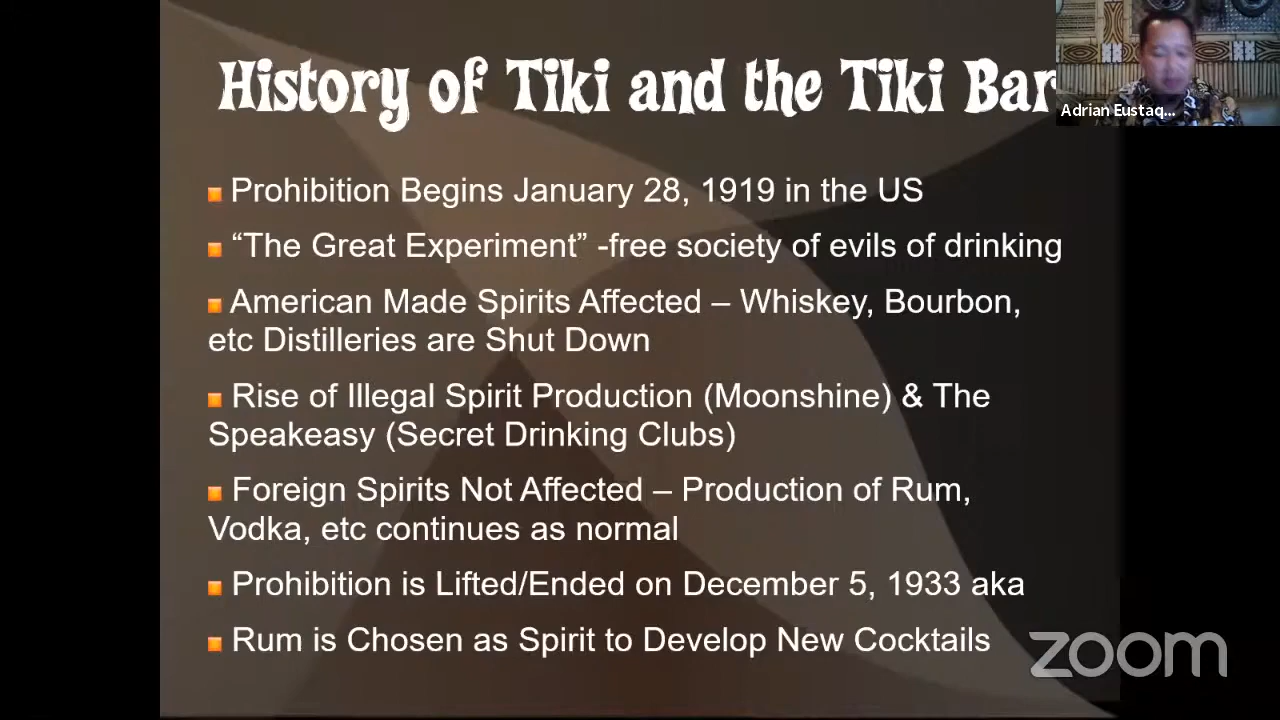 History of Tiki and the Tiki Bar
Adrian Eustaq...
Prohibition Begins January 28, 1919 in the US
“The Great Experiment” -free society of evils of drinking
American Made Spirits Affected – Whiskey, Bourbon,
etc Distilleries are Shut Down
Rise of Illegal Spirit Production (Moonshine) & The
Speakeasy (Secret Drinking Clubs)
Foreign Spirits Not Affected – Production of Rum,
Vodka, etc continues as normal
Prohibition is Lifted/Ended on December 5, 1933 aka
Rum is Chosen as Spirit to Develop New Cocktails
zoom